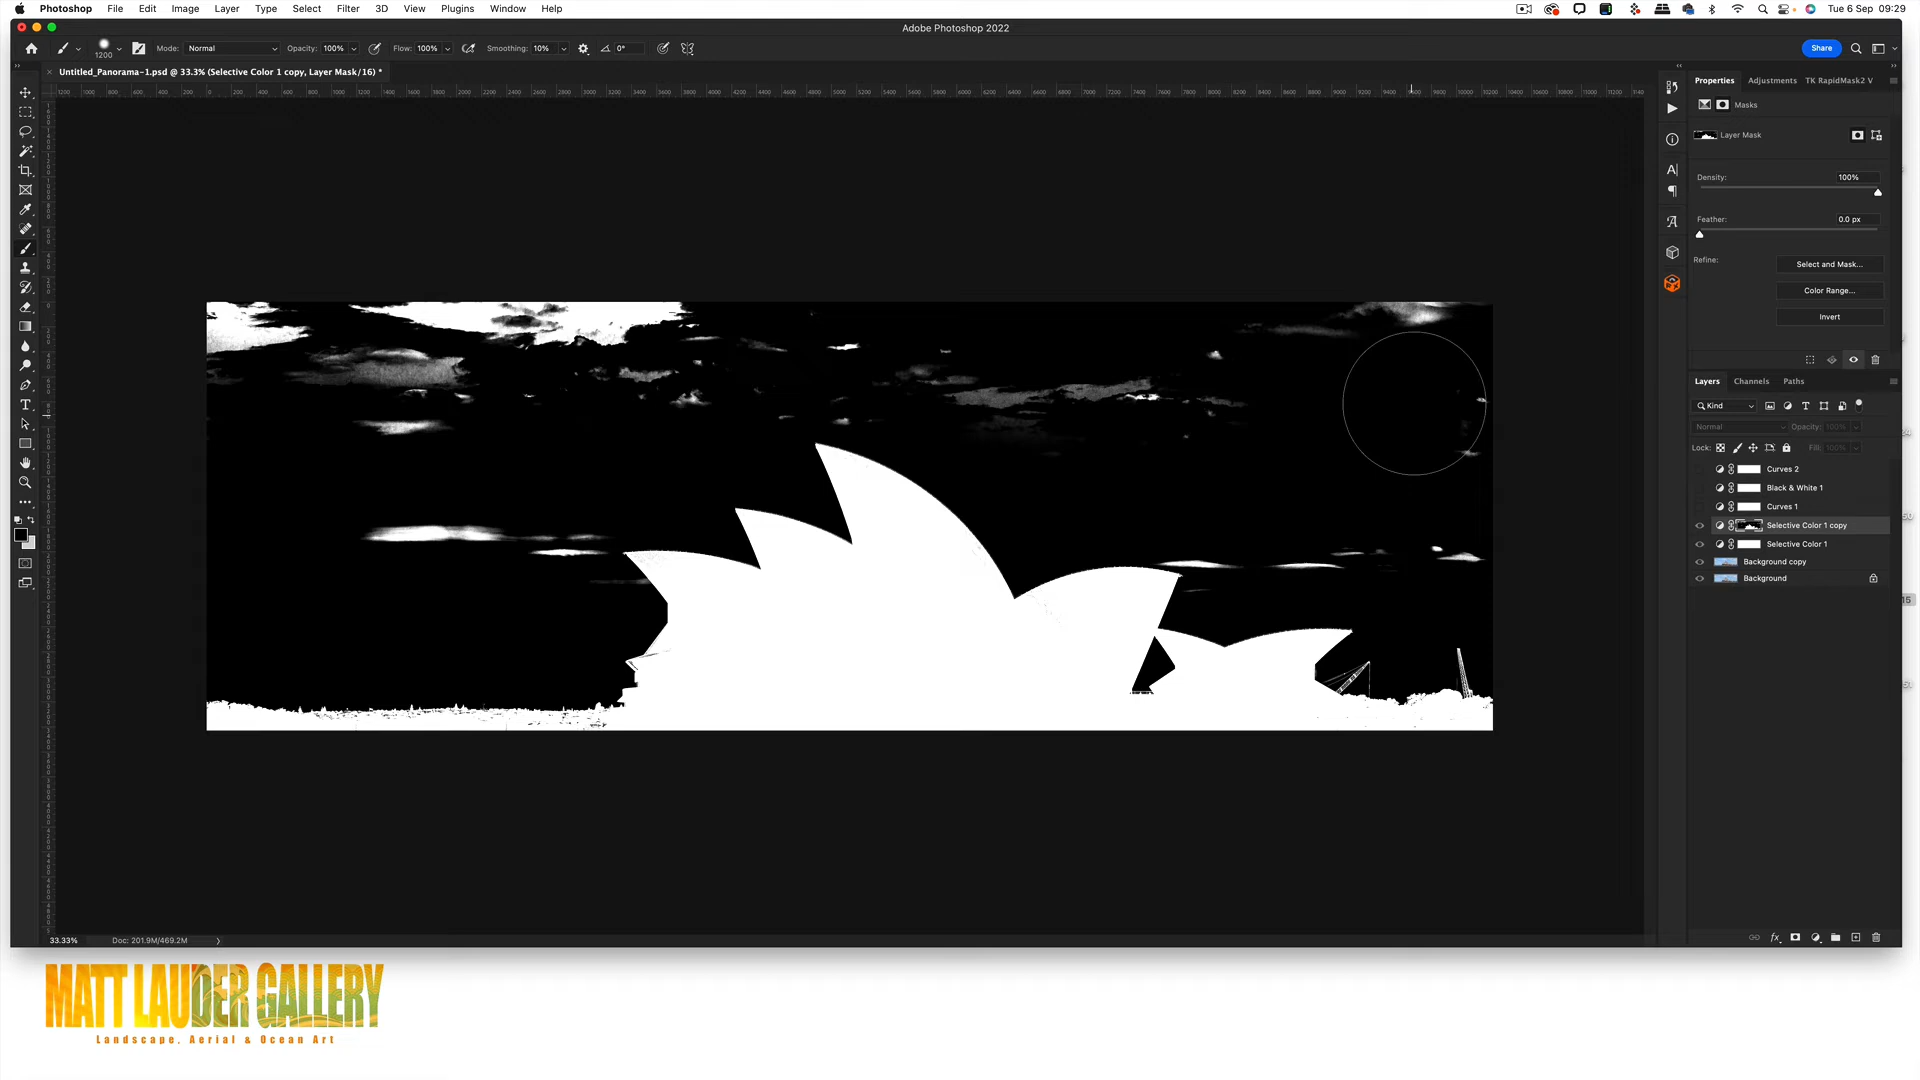 Photoshop File Edit Image Layer Type Select Filter 3D View Plugins Window Help
Tue 6 Sep 09:29
Adobe Photoshop 2022
1200
Mode: Normal Opacity: 100% Flow: 100% Smoothing: 10% 0°
Share
Untitled_Panorama-1.psd @ 33.3% (Selective Color 1 copy, Layer Mask/16) *
Properties Adjustments TK RapidMask2 V
Masks
Layer Mask
Density: 100%
Feather: 0.0 px
Refine:
Select and Mask...
Color Range...
Invert
Layers Channels Paths
Kind
Normal Opacity: 100%
Lock: Fill: 100%
Curves 2
Black & White 1
Curves 1
Selective Color 1 copy
Selective Color 1
Background copy
Background
33.33% Doc: 201.9M/469.2M
MATT LAUDER GALLERY
Landscape, Aerial & Ocean Art